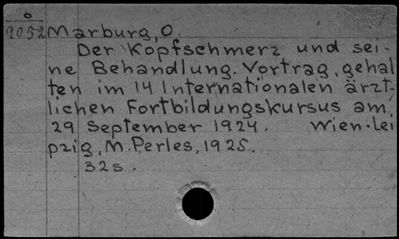 o
9052 Marburg, O.
Der Kopfschmerz und sei-
ne Behandlung. Vortrag, gehal
ten im 14 Internationalen ärzt-
lichen Fortbildungskursus am
29 September 1924. Wien-Lei
pzig, M. Perles, 1925.
32s.